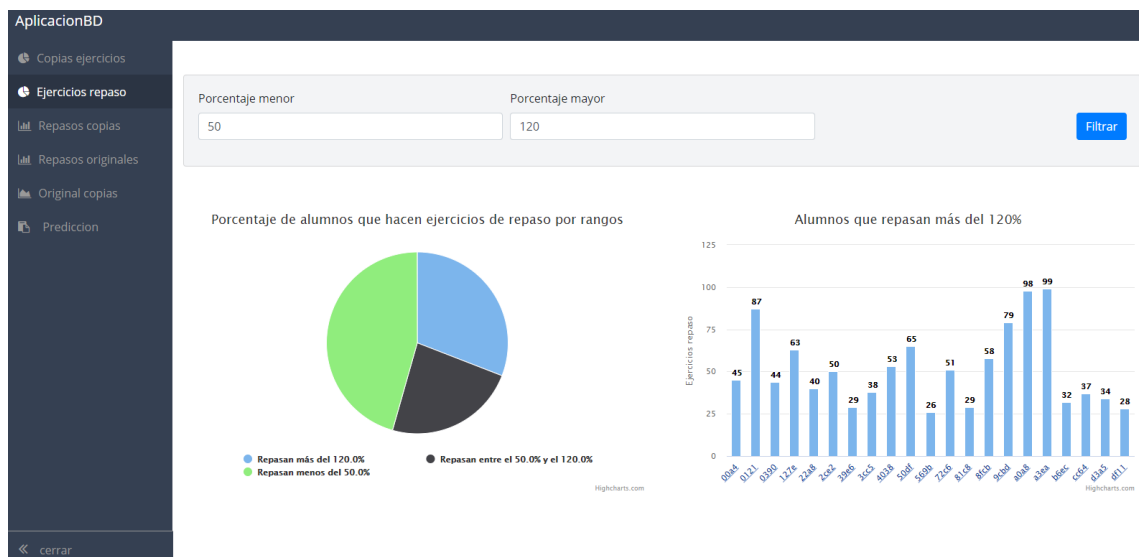 AplicacionBD
Copias ejercicios
Ejercicios repaso
Repasos copias
Repasos originales
Original copias
Prediccion
cerrar
Porcentaje menor
Porcentaje mayor
50
120
Filtrar
Porcentaje de alumnos que hacen ejercicios de repaso por rangos
Repasan más del 120.0%
Repasan entre el 50.0% y el 120.0%
Repasan menos del 50.0%
Highcharts.com
Alumnos que repasan más del 120%
Ejercicios repaso
125
100
75
50
25
0
45
87
44
63
40
50
29
38
53
65
26
51
29
58
79
98
99
32
37
34
28
00a4
0121
0390
127e
22a8
2ce2
39e6
3cc5
4038
50df
569b
72c6
81c8
8fcb
9cbd
a0a8
a3ea
b6ec
cc64
d3a5
df11
Highcharts.com